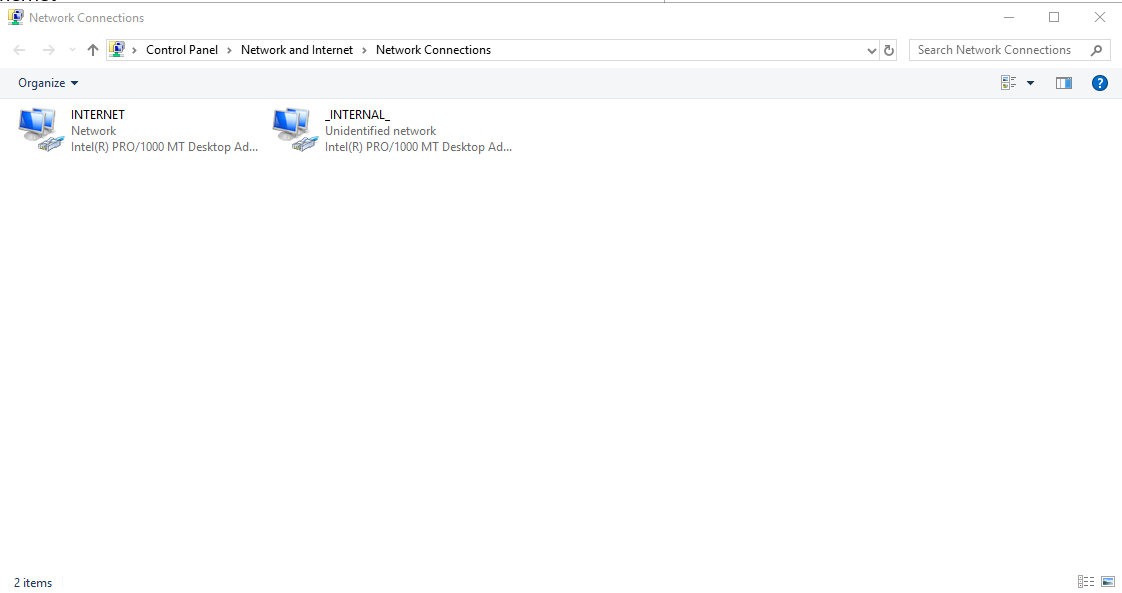 Network Connections
Control Panel > Network and Internet > Network Connections
Search Network Connections
Organize
INTERNET
Network
Intel(R) PRO/1000 MT Desktop Ad...
_INTERNAL_
Unidentified network
Intel(R) PRO/1000 MT Desktop Ad...
2 items